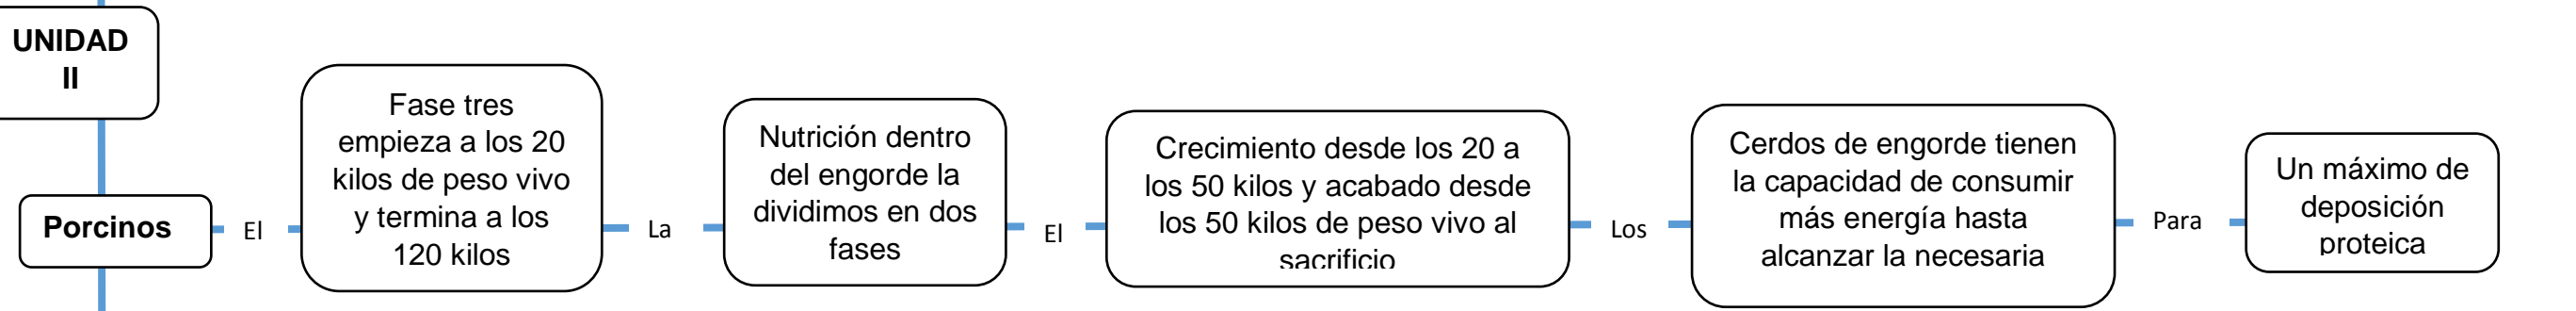 UNIDAD
II
Porcinos
El
Fase tres
empieza a los 20
kilos de peso vivo
y termina a los
120 kilos
La
Nutrición dentro
del engorde la
dividimos en dos
fases
El
Crecimiento desde los 20 a
los 50 kilos y acabado desde
los 50 kilos de peso vivo al
sacrificio
Los
Cerdos de engorde tienen
la capacidad de consumir
más energía hasta
alcanzar la necesaria
Para
Un máximo de
deposición
proteica